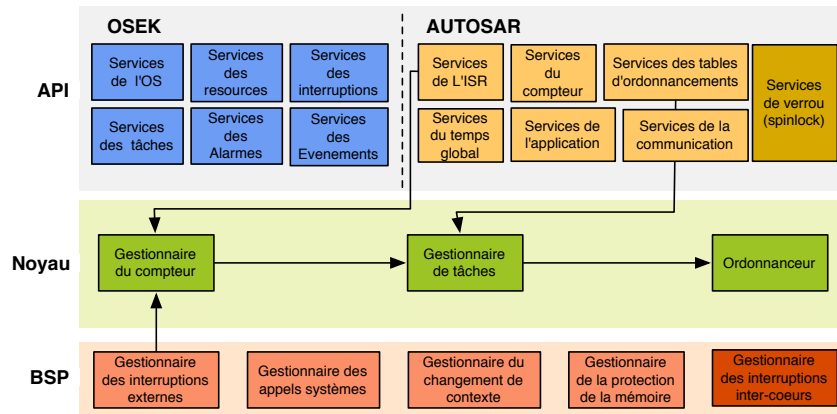 OSEK
AUTOSAR
API
Services
de l'OS
Services
des
resources
Services
des
interruptions
Services
de L'ISR
Services
du
compteur
Services des tables
d'ordonnancements
Services
de verrou
(spinlock)
Services
des tâches
Services
des
Alarmes
Services
des
Evenements
Services
du temps
global
Services de
l'application
Services de la
communication
Noyau
Gestionnaire
du compteur
Gestionnaire
de tâches
Ordonnanceur
BSP
Gestionnaire
des interruptions
externes
Gestionnaire des
appels systèmes
Gestionnaire du
changement de
contexte
Gestionnaire
de la protection
de la mémoire
Gestionnaire
des interruptions
inter-coeurs